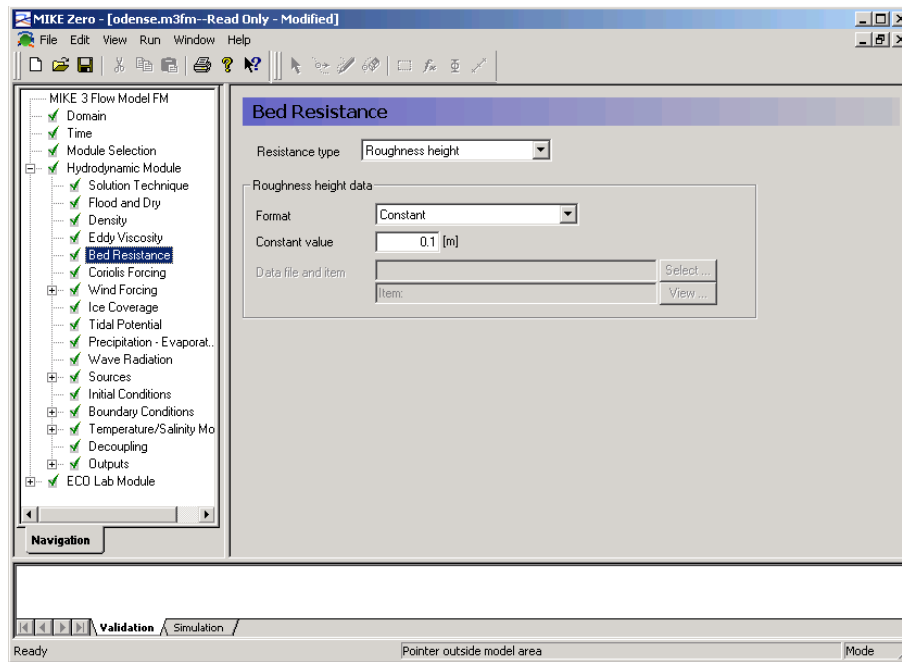 MIKE Zero - [odense.m3fm--Read Only - Modified]
File Edit View Run Window Help
MIKE 3 Flow Model FM
Domain
Time
Module Selection
Hydrodynamic Module
Solution Technique
Flood and Dry
Density
Eddy Viscosity
Bed Resistance
Coriolis Forcing
Wind Forcing
Ice Coverage
Tidal Potential
Precipitation - Evaporat..
Wave Radiation
Sources
Initial Conditions
Boundary Conditions
Temperature/Salinity Mo
Decoupling
Outputs
ECO Lab Module
Navigation
Bed Resistance
Resistance type Roughness height
Roughness height data
Format Constant
Constant value 0.1 [m]
Data file and item Select ...
Item: View ...
Validation Simulation
Ready Pointer outside model area Mode